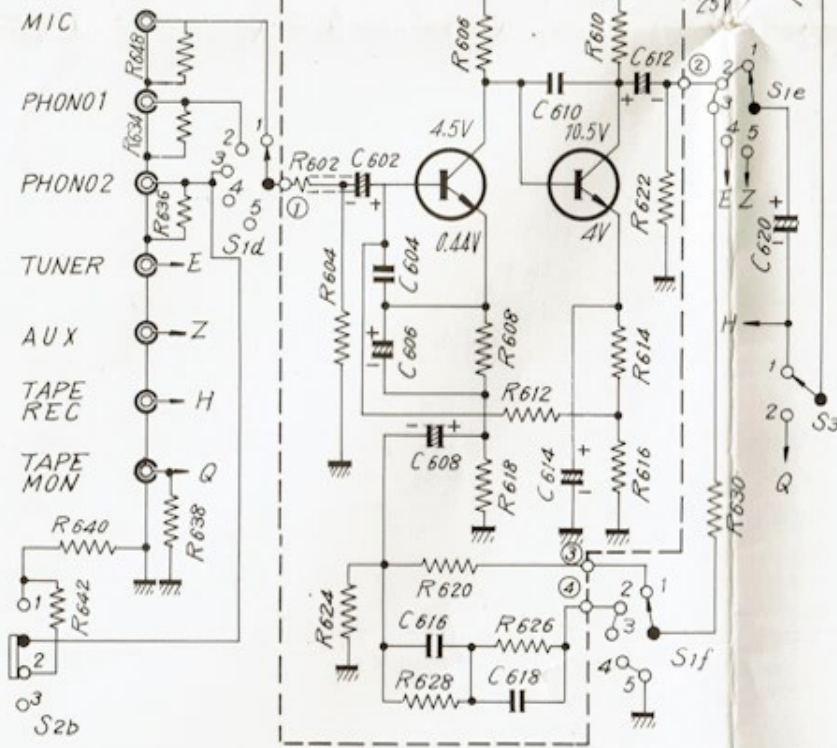 MIC
R648
R606
R610
C612
25V
②
1
2
3
S1e
PHONO1
R634
2
1
3
4
5
S1d
C610
4.5V
10.5V
4
5
E Z
PHONO2
R636
R602
C602
- +
①
0.44V
4V
R622
C620
+
-
TUNER
E
R604
C604
AUX
Z
C606
+
-
R608
R614
H
TAPE
REC
H
R612
1
2
S3
TAPE
MON
Q
R638
- +
C608
R618
C614
+
-
R616
Q
R630
R640
1
R642
2
3
S2b
R624
R620
③
④
2
1
3
4
5
S1f
C616
R626
R628
C618
+ -